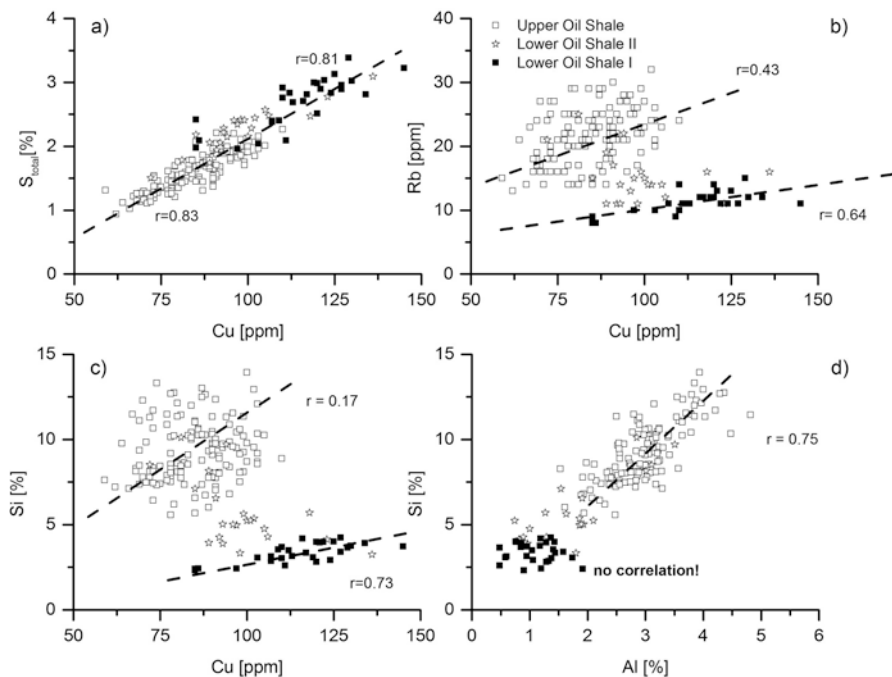 a)
r=0.81
r=0.83
S total [%]
4
3
2
1
0
50 75 100 125 150
Cu [ppm]
b)
□ Upper Oil Shale
☆ Lower Oil Shale II
■ Lower Oil Shale I
r=0.43
r= 0.64
Rb [ppm]
40
30
20
10
0
50 75 100 125 150
Cu [ppm]
c)
r = 0.17
r=0.73
Si [%]
15
10
5
0
50 75 100 125 150
Cu [ppm]
d)
r = 0.75
no correlation!
Si [%]
15
10
5
0
0 1 2 3 4 5 6
Al [%]